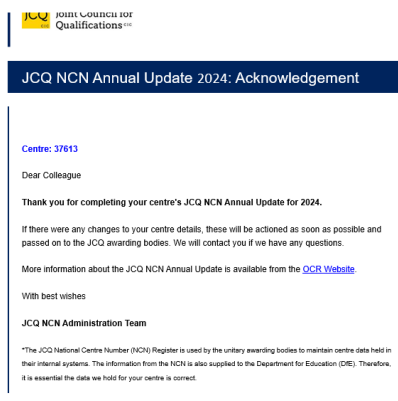 JCQ Joint Council for
Qualifications CIC
JCQ NCN Annual Update 2024: Acknowledgement
Centre: 37613
Dear Colleague
Thank you for completing your centre's JCQ NCN Annual Update for 2024.
If there were any changes to your centre details, these will be actioned as soon as possible and
passed on to the JCQ awarding bodies. We will contact you if we have any questions.
More information about the JCQ NCN Annual Update is available from the OCR Website.
With best wishes
JCQ NCN Administration Team
*The JCQ National Centre Number (NCN) Register is used by the unitary awarding bodies to maintain centre data held in
their internal systems. The information from the NCN is also supplied to the Department for Education (DfE). Therefore,
it is essential the data we hold for your centre is correct.